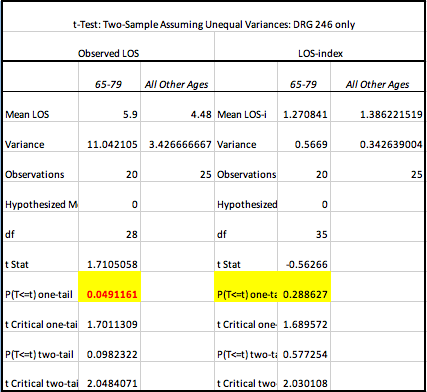 t-Test: Two-Sample Assuming Unequal Variances: DRG 246 only
Observed LOS LOS-index
65-79 All Other Ages 65-79 All Other Ages
Mean LOS 5.9 4.48 Mean LOS-i 1.270841 1.386221519
Variance 11.042105 3.426666667 Variance 0.5669 0.342639004
Observations 20 25 Observations 20 25
Hypothesized M 0 Hypothesized 0
df 28 df 35
t Stat 1.7105058 t Stat -0.56266
P(T<=t) one-tail 0.0491161 P(T<=t) one-ta 0.288627
t Critical one-tai 1.7011309 t Critical one- 1.689572
P(T<=t) two-tail 0.0982322 P(T<=t) two-ta 0.577254
t Critical two-tai 2.0484071 t Critical two- 2.030108